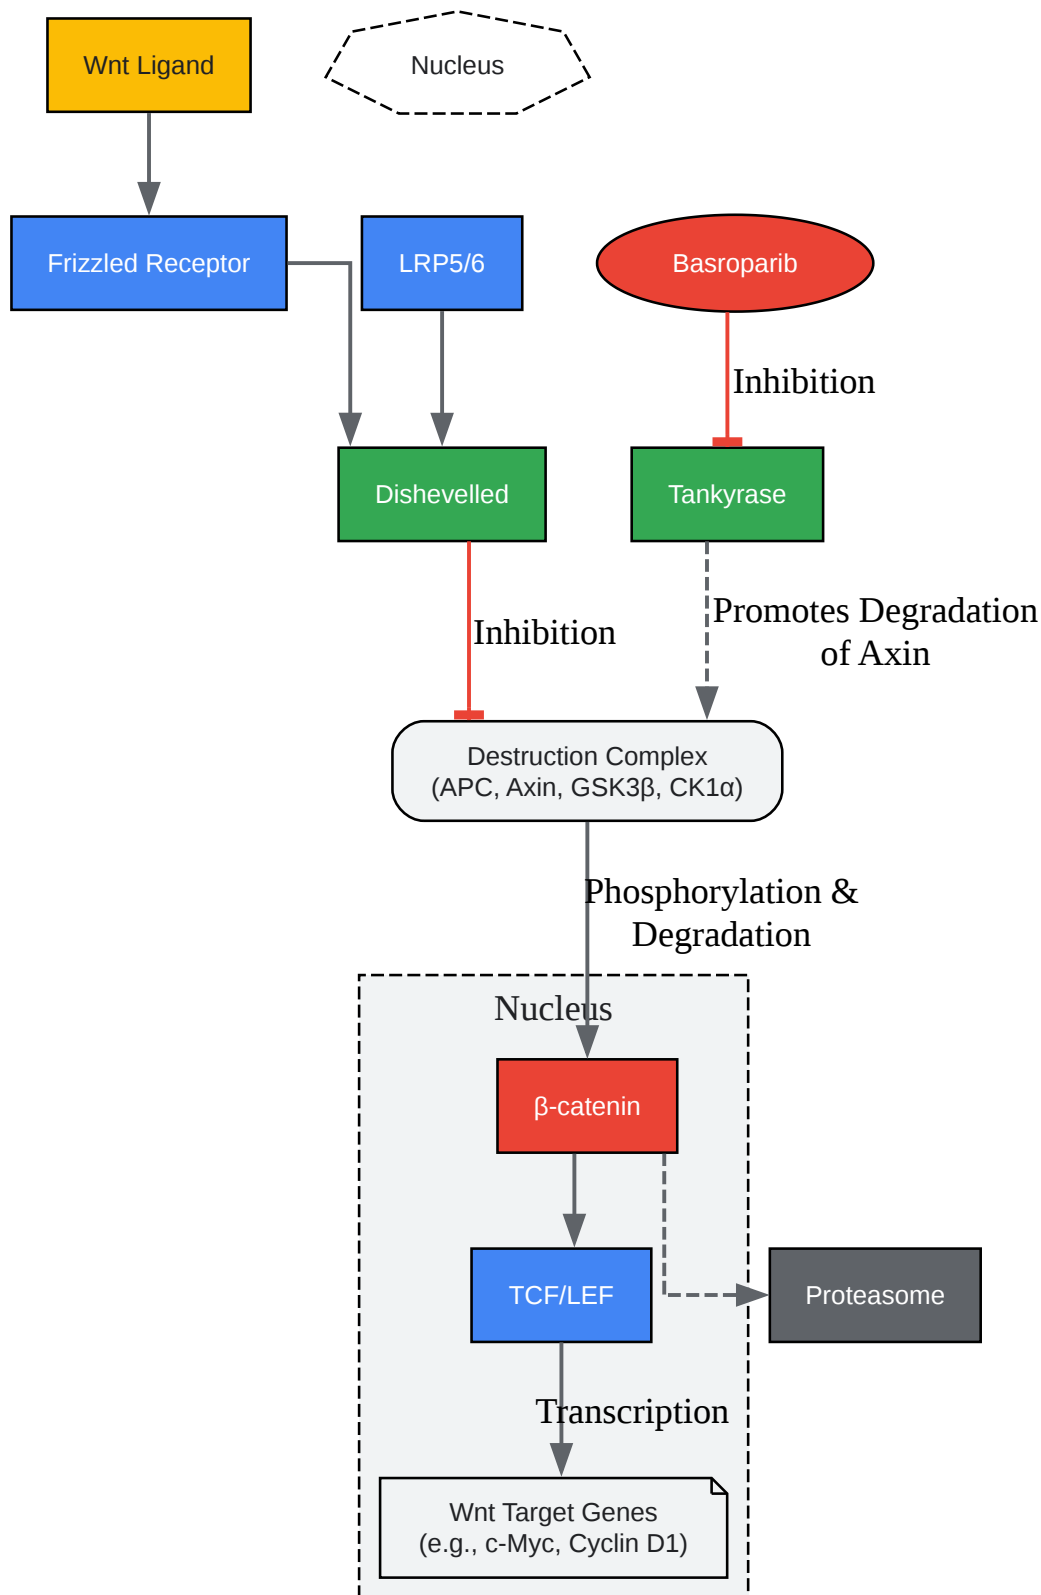 Wnt Ligand
Nucleus
Frizzled Receptor
LRP5/6
Basroparib
Inhibition
Dishevelled
Tankyrase
Inhibition
Promotes Degradation
of Axin
Destruction Complex
(APC, Axin, GSK3β, CK1α)
Phosphorylation &
Degradation
Nucleus
β-catenin
TCF/LEF
Proteasome
Transcription
Wnt Target Genes
(e.g., c-Myc, Cyclin D1)